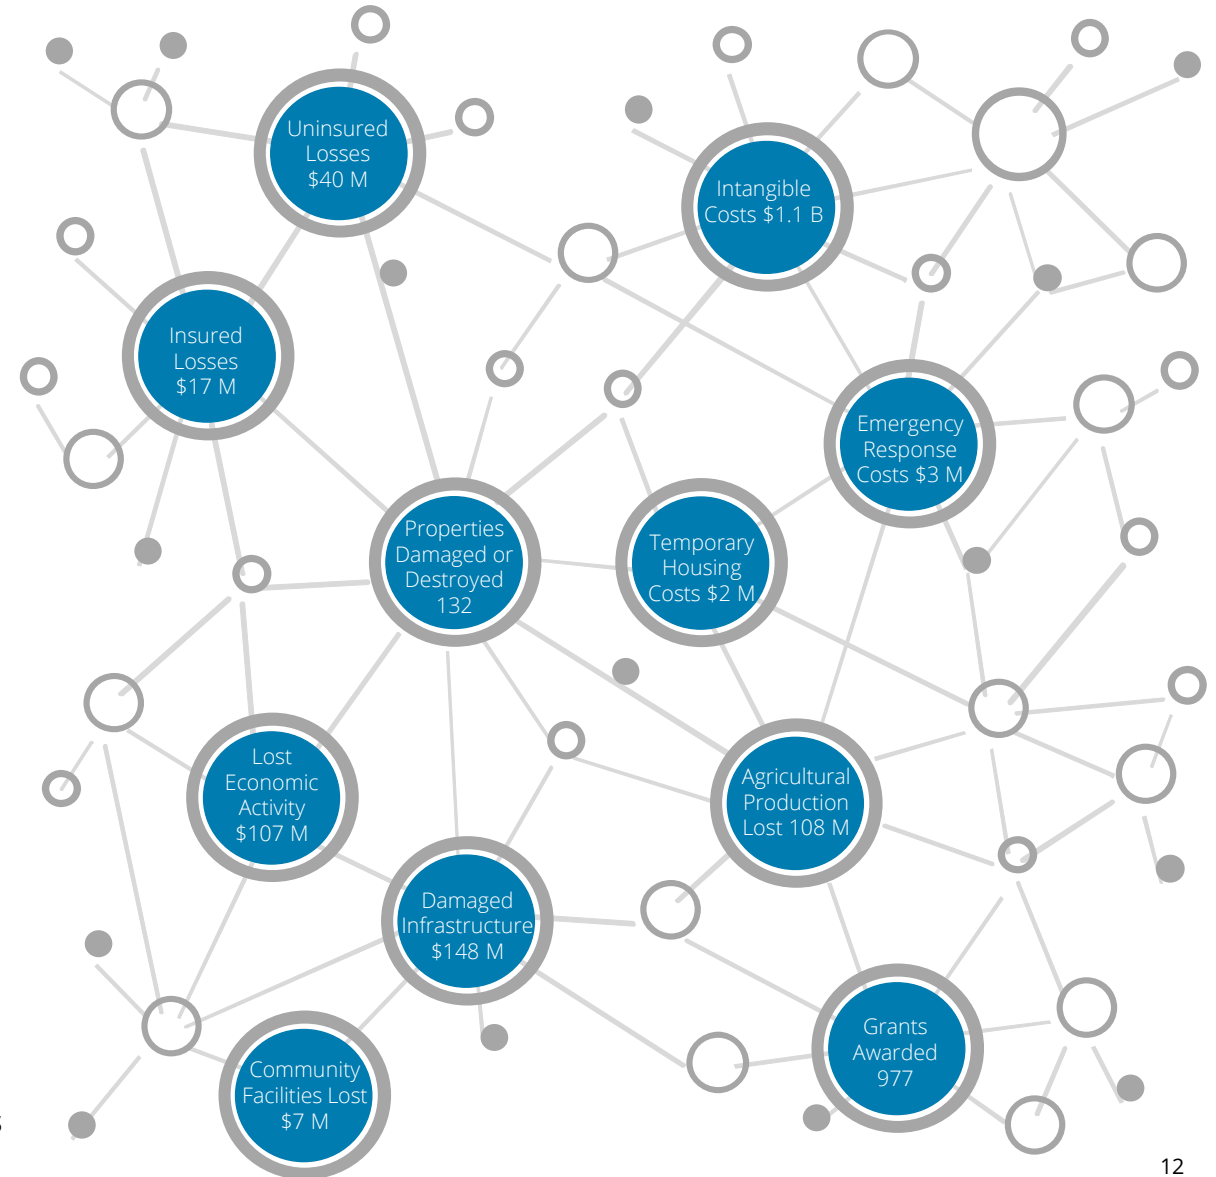 Uninsured
Losses
$40 M
Intangible
Costs $1.1 B
Insured
Losses
$17 M
Emergency
Response
Costs $3 M
Properties
Damaged or
Destroyed
132
Temporary
Housing
Costs $2 M
Lost
Economic
Activity
$107 M
Agricultural
Production
Lost 108 M
Damaged
Infrastructure
$148 M
Grants
Awarded
977
Community
Facilities Lost
$7 M
s
12